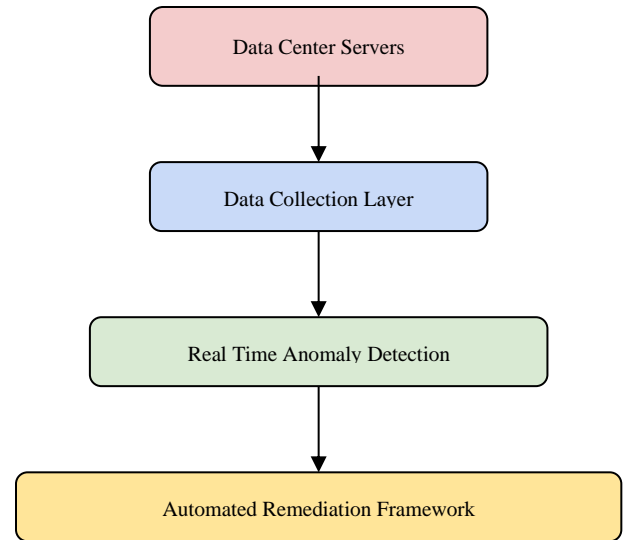 Data Center Servers
Data Collection Layer
Real Time Anomaly Detection
Automated Remediation Framework